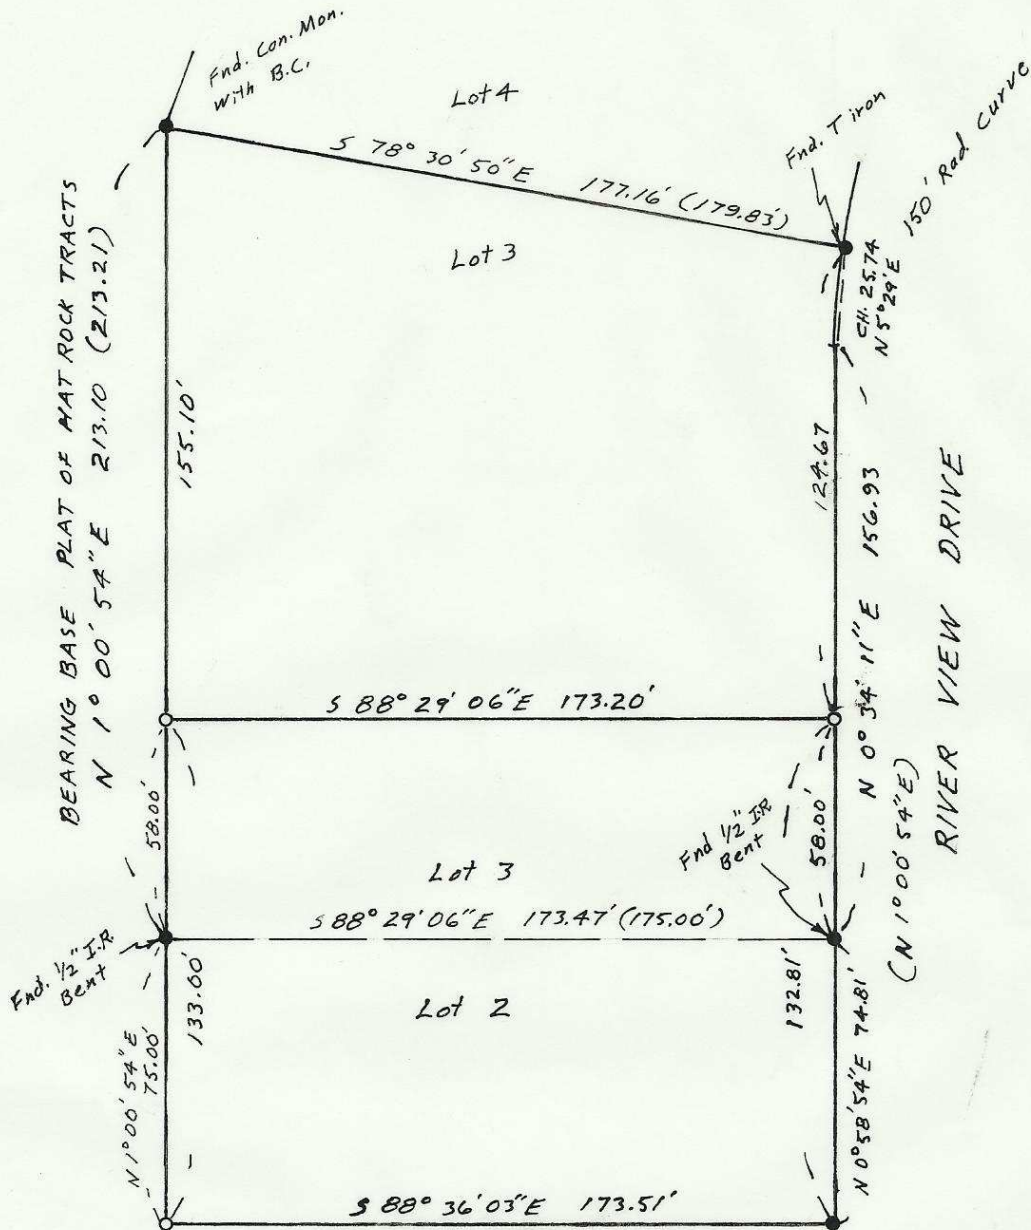 Fnd. Con. Mon.
with B.C.
Lot 4
Fnd. T iron
150' Rad. Curve
S 78° 30' 50" E 177.16' (179.83')
Lot 3
CH. 25.74
N 5° 29' E
BEARING BASE PLAT OF HAT ROCK TRACTS
N 1° 00' 54" E 213.10 (213.21)
155.10'
124.67
N 0° 34' 11" E 156.93
(N 1° 00' 54" E)
RIVER VIEW DRIVE
S 88° 29' 06" E 173.20'
58.00'
Lot 3
Fnd 1/2" I.R.
Bent
58.00'
S 88° 29' 06" E 173.47' (175.00')
Fnd. 1/2" I.R.
Bent
133.00'
Lot 2
132.81'
N 1° 00' 54" E
75.00'
N 0° 58' 54" E 74.81'
S 88° 36' 03" E 173.51'